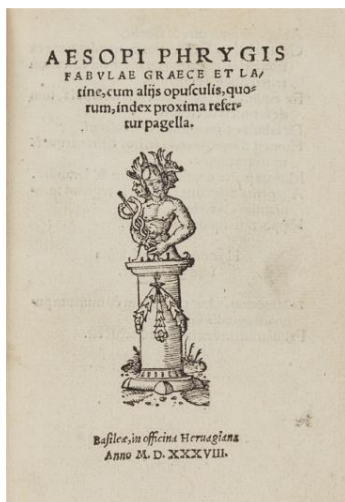 AESOPI PHRYGIS
FABVLAE GRAECE ET LA/
tine, cum alijs opusculis, quo-
rum, index proxima refer-
tur pagella.
Basileæ, in officina Heruagiana
Anno M. D. XXXVIII.